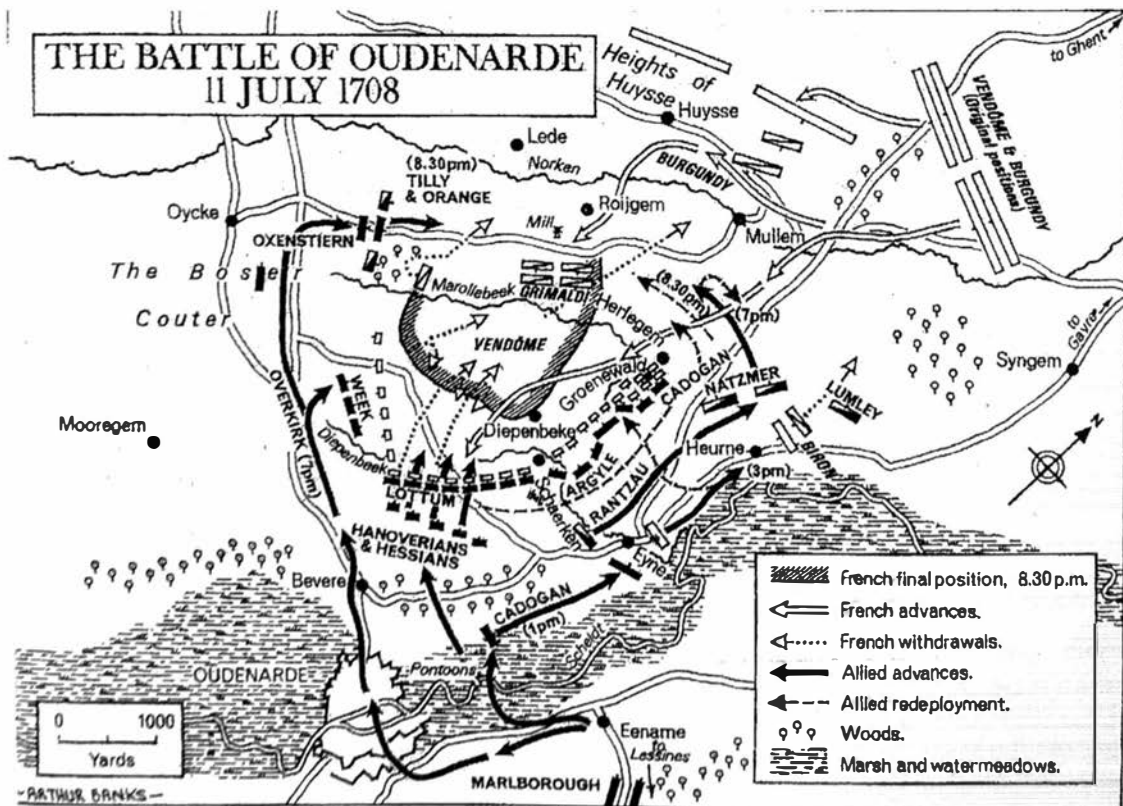 THE BATTLE OF OUDENARDE
11 JULY 1708
to Ghent
Heights of
Huysse
Huysse
VENDÔME & BURGUNDY
(Original positions)
Lede
Norken
(8.30pm)
TILLY
& ORANGE
BURGUNDY
Oycke
Roijgem
Mill
Mullem
OXENSTIERN
The Boser
Couter
Marollebeek
GRIMALDI
Herlegem
(8.30pm)
(7pm)
to
Gavre
VENDÔME
Syngem
Groenewald
CADOGAN
NATZMER
LUMLEY
WEEK
OVERKIRK (7pm)
Mooregem
Diepenbeek
Diepenbeke
Heurne
BIRON
N
(ARGYLE
(3pm)
LOTTUM
Schaerken
RANTZAU
HANOVERIANS
& HESSIANS
Eyne
Bevere
CADOGAN
(1pm)
Scheldt
OUDENARDE
Pontoons
Eename
to
Lessines
MARLBOROUGH
0 1000
Yards
-ARTHUR BANKS-
French final position, 8.30 p.m.
French advances.
French withdrawals.
Allied advances.
Allied redeployment.
Woods.
Marsh and watermeadows.